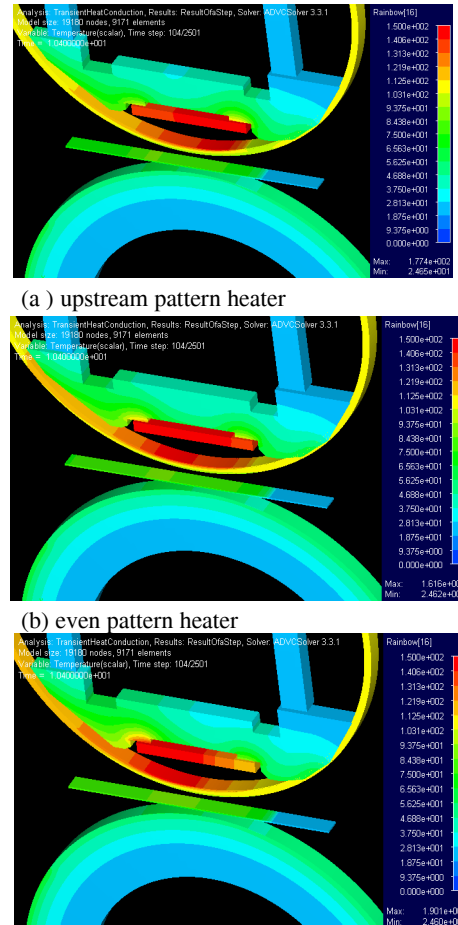 Analysis: TransientHeatConduction, Results: ResultOfaStep, Solver: ADVCSolver 3.3.1
Model size: 19180 nodes, 9171 elements
Variable: Temperature(scalar), Time step: 104/2501
Time = 1.0400000e+001
Rainbow[16]
1.500e+002
1.406e+002
1.313e+002
1.219e+002
1.125e+002
1.031e+002
9.375e+001
8.438e+001
7.500e+001
6.563e+001
5.625e+001
4.688e+001
3.750e+001
2.813e+001
1.875e+001
9.375e+000
0.000e+000
Max: 1.774e+002
Min: 2.465e+001
(a ) upstream pattern heater
Analysis: TransientHeatConduction, Results: ResultOfaStep, Solver: ADVCSolver 3.3.1
Model size: 19180 nodes, 9171 elements
Variable: Temperature(scalar), Time step: 104/2501
Time = 1.0400000e+001
Rainbow[16]
1.500e+002
1.406e+002
1.313e+002
1.219e+002
1.125e+002
1.031e+002
9.375e+001
8.438e+001
7.500e+001
6.563e+001
5.625e+001
4.688e+001
3.750e+001
2.813e+001
1.875e+001
9.375e+000
0.000e+000
Max: 1.616e+00
Min: 2.462e+00
(b) even pattern heater
Analysis: TransientHeatConduction, Results: ResultOfaStep, Solver: ADVCSolver 3.3.1
Model size: 19180 nodes, 9171 elements
Variable: Temperature(scalar), Time step: 104/2501
Time = 1.0400000e+001
Rainbow[16]
1.500e+002
1.406e+002
1.313e+002
1.219e+002
1.125e+002
1.031e+002
9.375e+001
8.438e+001
7.500e+001
6.563e+001
5.625e+001
4.688e+001
3.750e+001
2.813e+001
1.875e+001
9.375e+000
0.000e+000
Max: 1.901e+00
Min: 2.460e+00